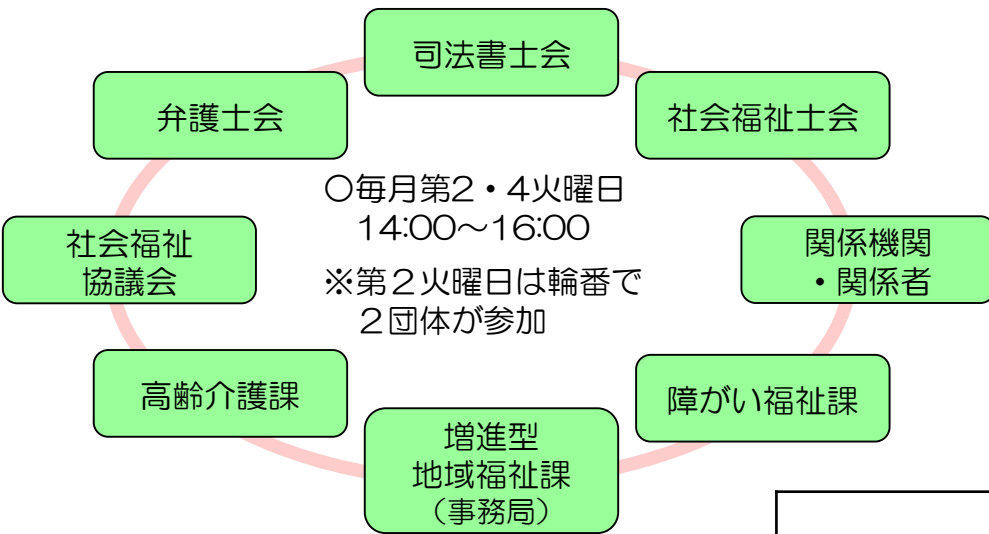 司法書士会
弁護士会
社会福祉士会
〇毎月第2・4火曜日
14:00～16:00
社会福祉
協議会
関係機関
・関係者
※第２火曜日は輪番で
２団体が参加
高齢介護課
障がい福祉課
増進型
地域福祉課
（事務局）